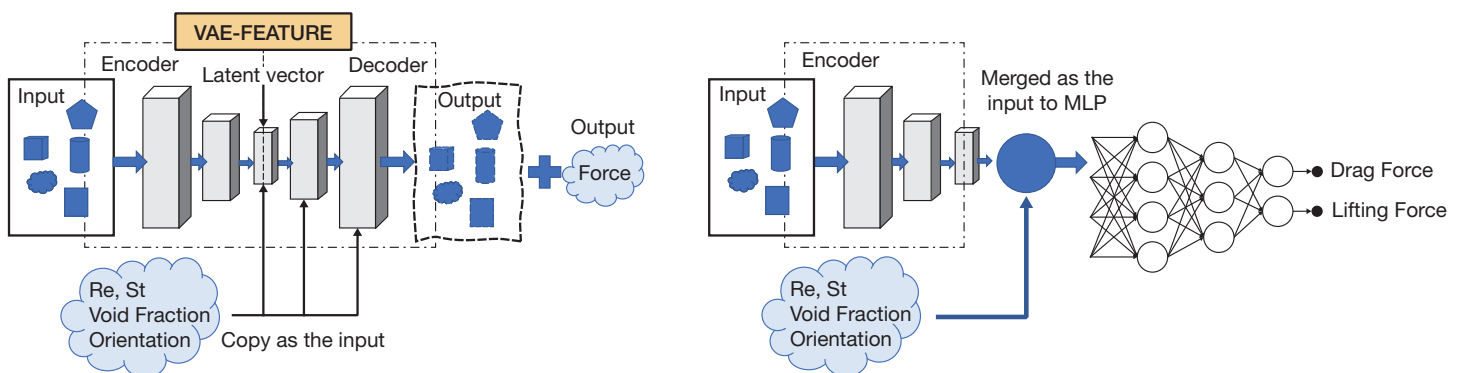 VAE-FEATURE
Encoder
Latent vector
Decoder
Input
Output
Output
Force
Re, St
Void Fraction
Orientation
Copy as the input
Encoder
Input
Merged as the
input to MLP
Drag Force
Lifting Force
Re, St
Void Fraction
Orientation